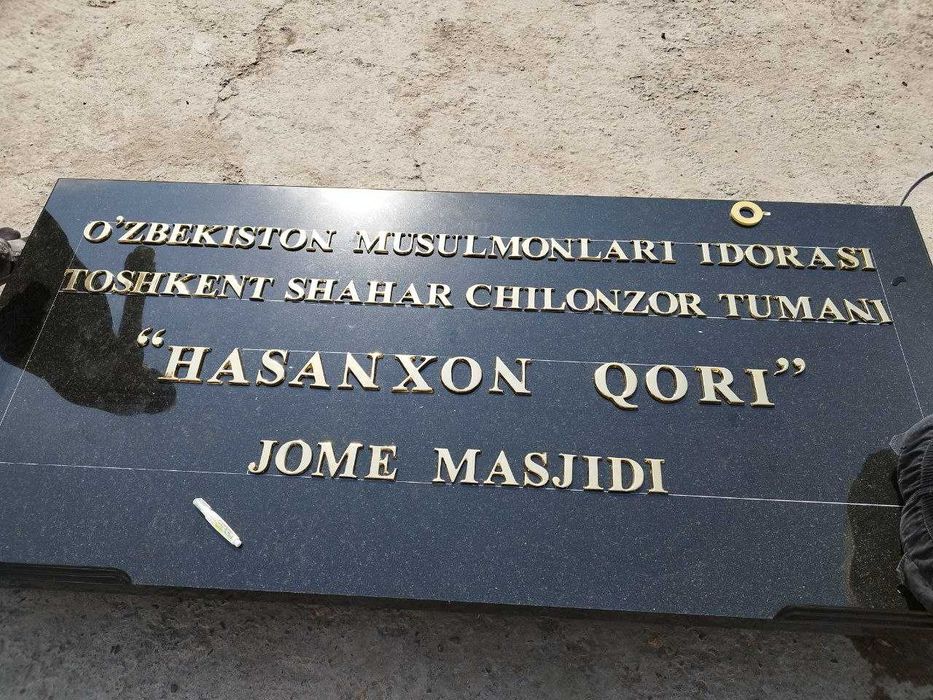 O'ZBEKISTON MUSULMONLARI IDORASI
TOSHKENT SHAHAR CHILONZOR TUMANI
“HASANXON QORI”
JOME MASJIDI